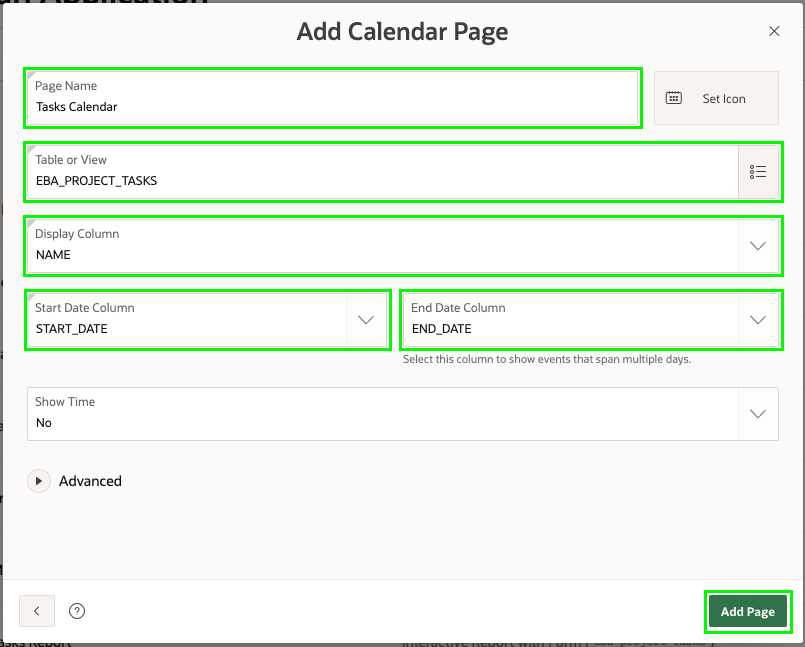 Add Calendar Page
Page Name
Tasks Calendar
Set Icon
Table or View
EBA_PROJECT_TASKS
Display Column
NAME
Start Date Column
START_DATE
End Date Column
END_DATE
Select this column to show events that span multiple days.
Show Time
No
Advanced
Add Page